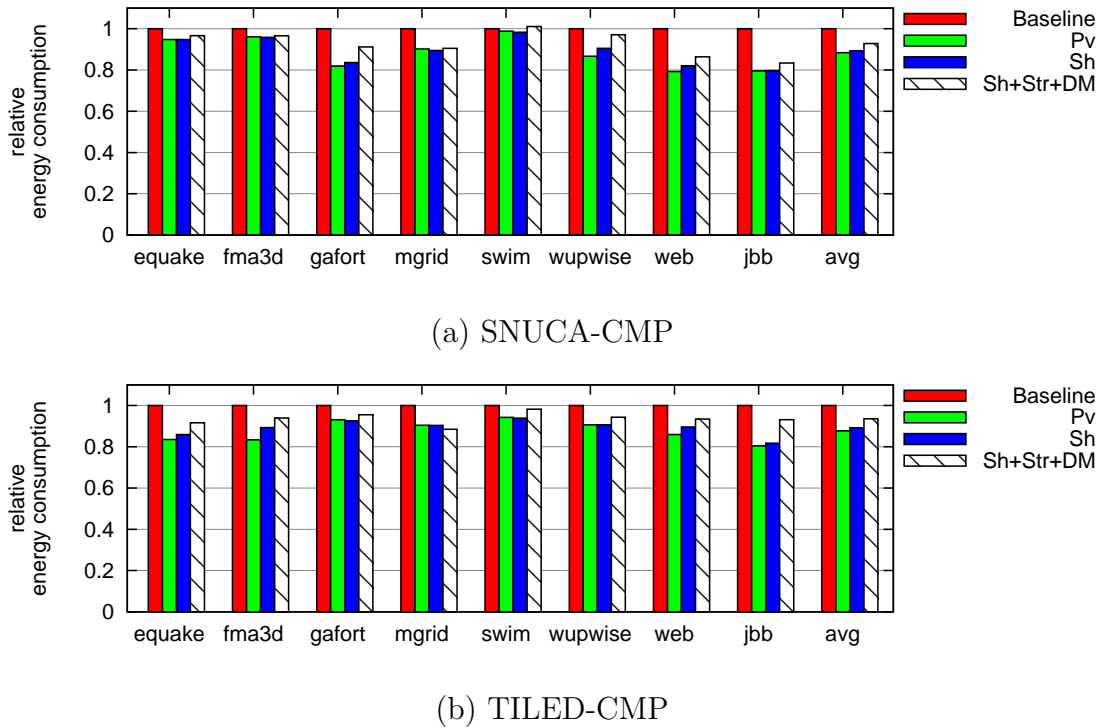 relative
energy consumption
1
0.8
0.6
0.4
0.2
0
equake fma3d gafort mgrid swim wupwise web jbb avg
Baseline
Pv
Sh
Sh+Str+DM
(a) SNUCA-CMP
relative
energy consumption
1
0.8
0.6
0.4
0.2
0
equake fma3d gafort mgrid swim wupwise web jbb avg
Baseline
Pv
Sh
Sh+Str+DM
(b) TILED-CMP